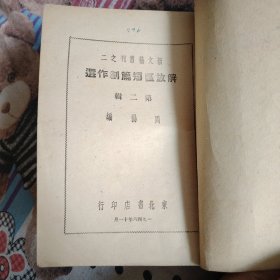 新文藝叢刊之二
解放區短篇創作選
第二輯
周揚編
東北書店印行
一九四六年十一月